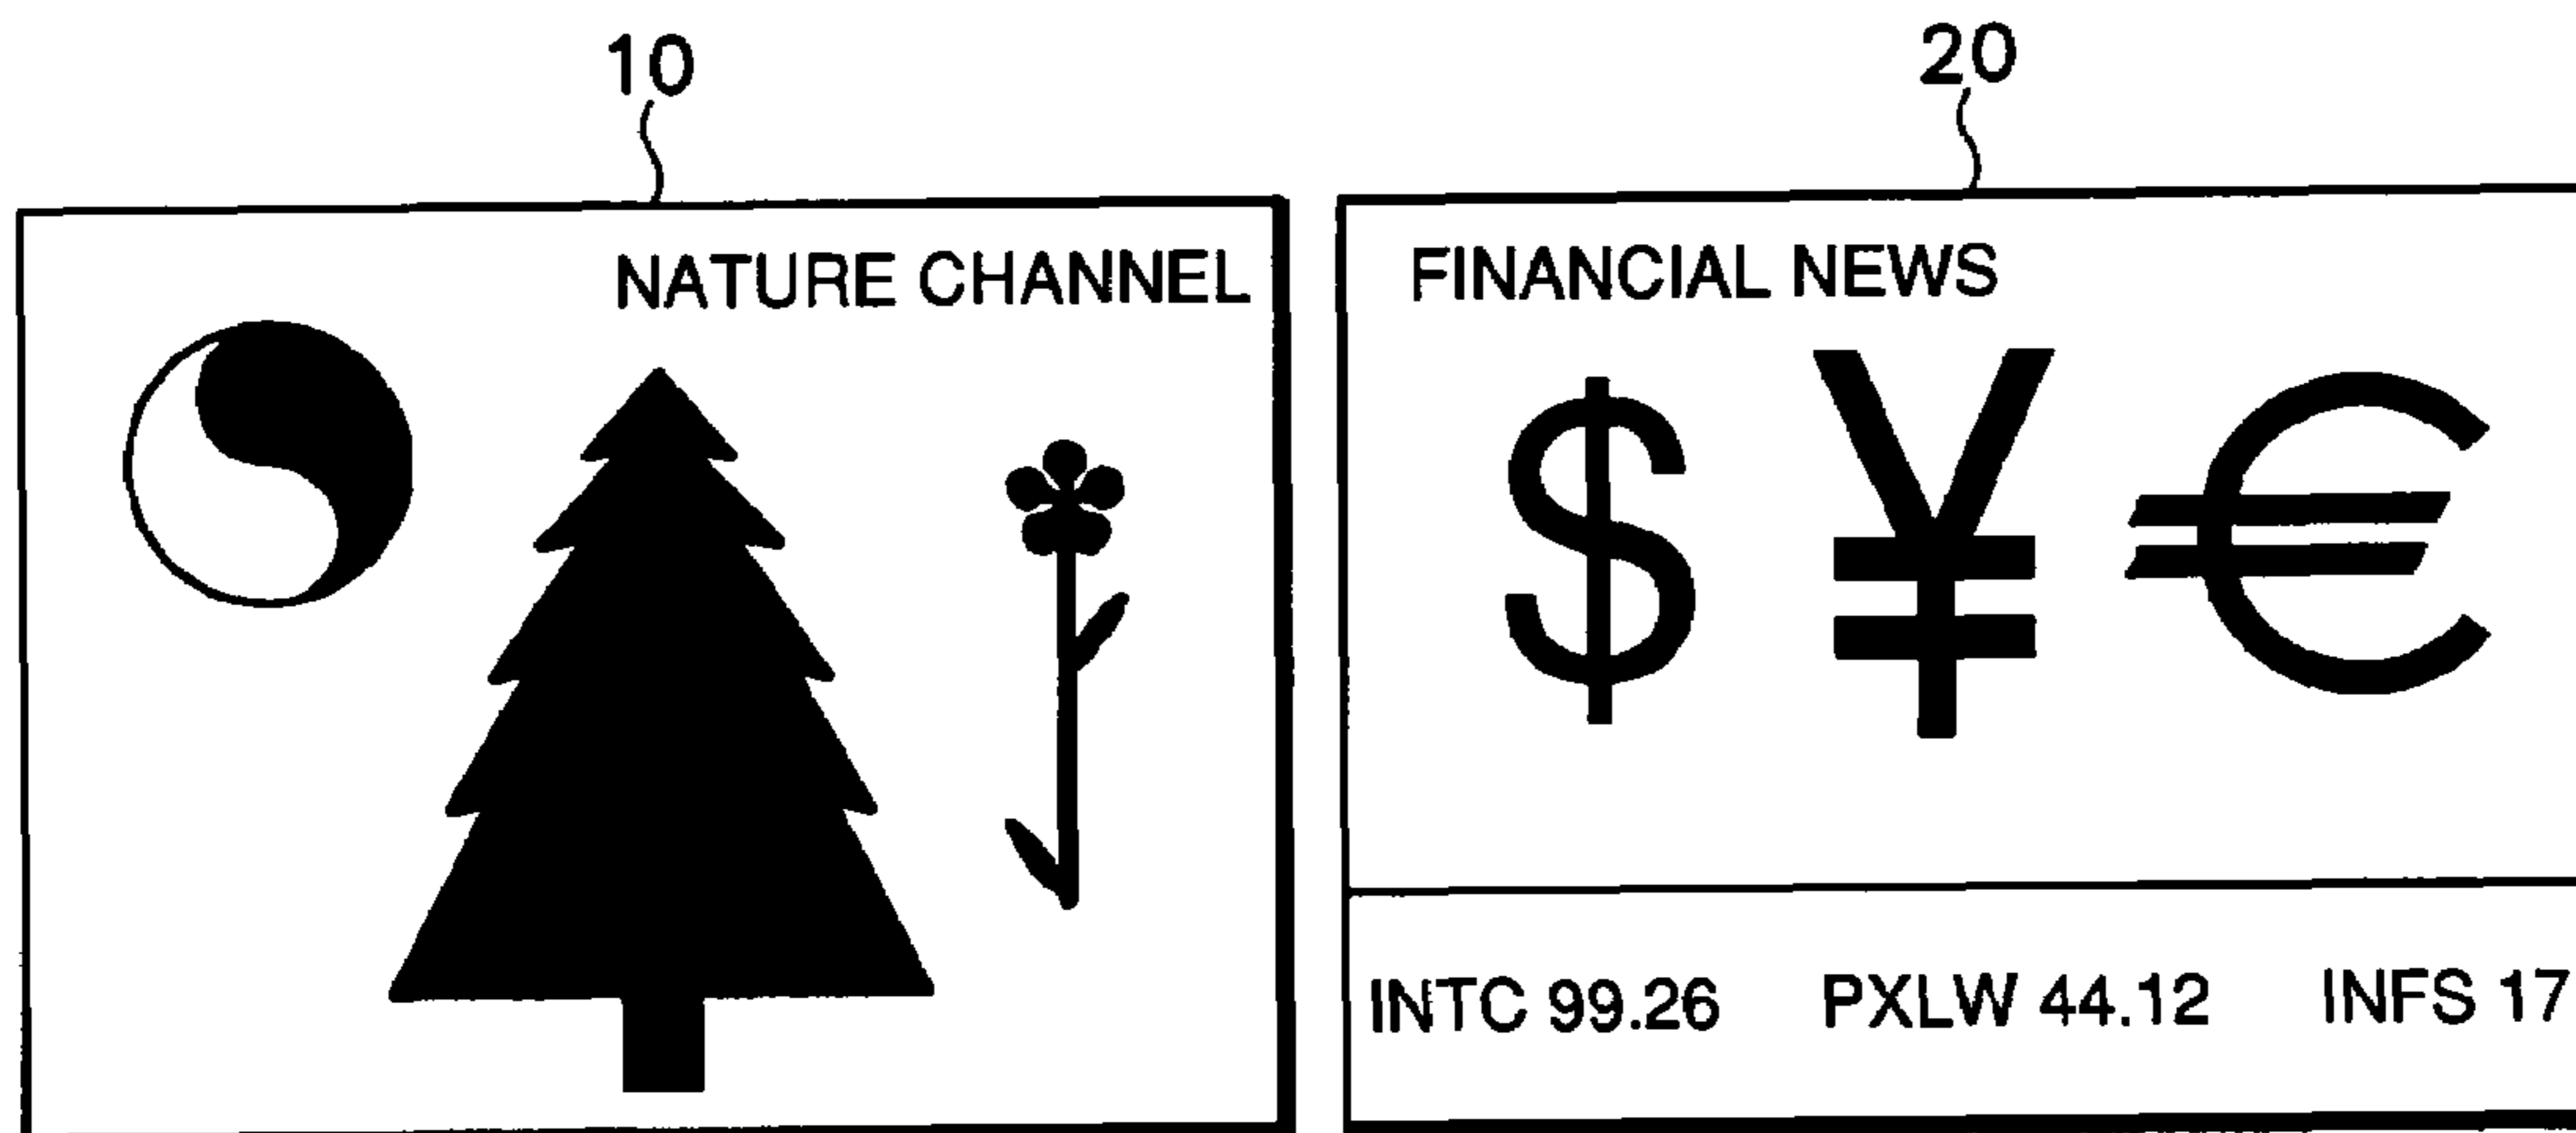 10
20
NATURE CHANNEL
FINANCIAL NEWS
$ ¥ €
INTC 99.26 PXLW 44.12 INFS 17